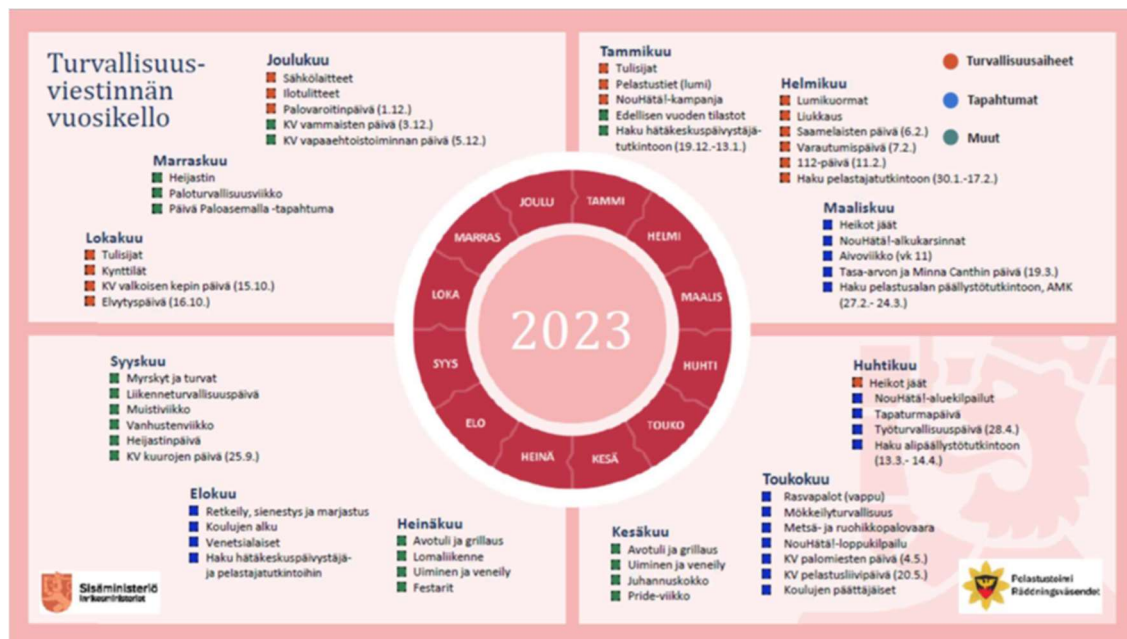 Turvallisuus-
viestinnän
vuosikello
Joulukuu
Sähkölaitteet
Ilotulitteet
Palovaroitinpäivä (1.12.)
KV vammaisten päivä (3.12.)
KV vapaaehtoistoiminnan päivä (5.12.)
Marraskuu
Heijastin
Paloturvallisuusviikko
Päivä Paloasemalla -tapahtuma
Lokakuu
Tulisijat
Kynttilät
KV valkoisen kepin päivä (15.10.)
Elvytyspäivä (16.10.)
Tammikuu
Tulisijat
Pelastustiet (lumi)
NouHätä!-kampanja
Edellisen vuoden tilastot
Haku hätäkeskuspäivystäjä-
tutkintoon (19.12.-13.1.)
Helmikuu
Lumikuormat
Liukkaus
Saamelaisten päivä (6.2.)
Varautumispäivä (7.2.)
112-päivä (11.2.)
Haku pelastajatutkintoon (30.1.-17.2.)
Turvallisuusaiheet
Tapahtumat
Muut
Maaliskuu
Heikot jäät
NouHätä!-alkukarsinnat
Aivoviikko (vk 11)
Tasa-arvon ja Minna Canthin päivä (19.3.)
Haku pelastusalan päällystötutkintoon, AMK
(27.2.- 24.3.)
JOULU
TAMMI
MARRAS
HELMI
LOKA
MAALIS
2023
SYYS
HUHTI
ELO
TOUKO
HEINÄ
KESÄ
Syyskuu
Myrskyt ja turvat
Liikenneturvallisuuspäivä
Muistiviikko
Vanhustenviikko
Heijastinpäivä
KV kuurojen päivä (25.9.)
Elokuu
Retkeily, sienestys ja marjastus
Koulujen alku
Venetsialaiset
Haku hätäkeskuspäivystäjä-
ja pelastajatutkintoihin
Heinäkuu
Avotuli ja grillaus
Lomaliikenne
Uiminen ja veneily
Festarit
Huhtikuu
Heikot jäät
NouHätä!-aluekilpailut
Tapaturmapäivä
Työturvallisuuspäivä (28.4.)
Haku alipäällystötutkintoon
(13.3.- 14.4.)
Toukokuu
Rasvapalot (vappu)
Mökkeilyturvallisuus
Metsä- ja ruohikkopalovaara
NouHätä!-loppukilpailu
KV palomiesten päivä (4.5.)
KV pelastusliivipäivä (20.5.)
Koulujen päättäjäiset
Kesäkuu
Avotuli ja grillaus
Uiminen ja veneily
Juhannuskokko
Pride-viikko
Sisäministeriö
Inrikesministeriet
Pelastustoimi
Räddningsväsendet